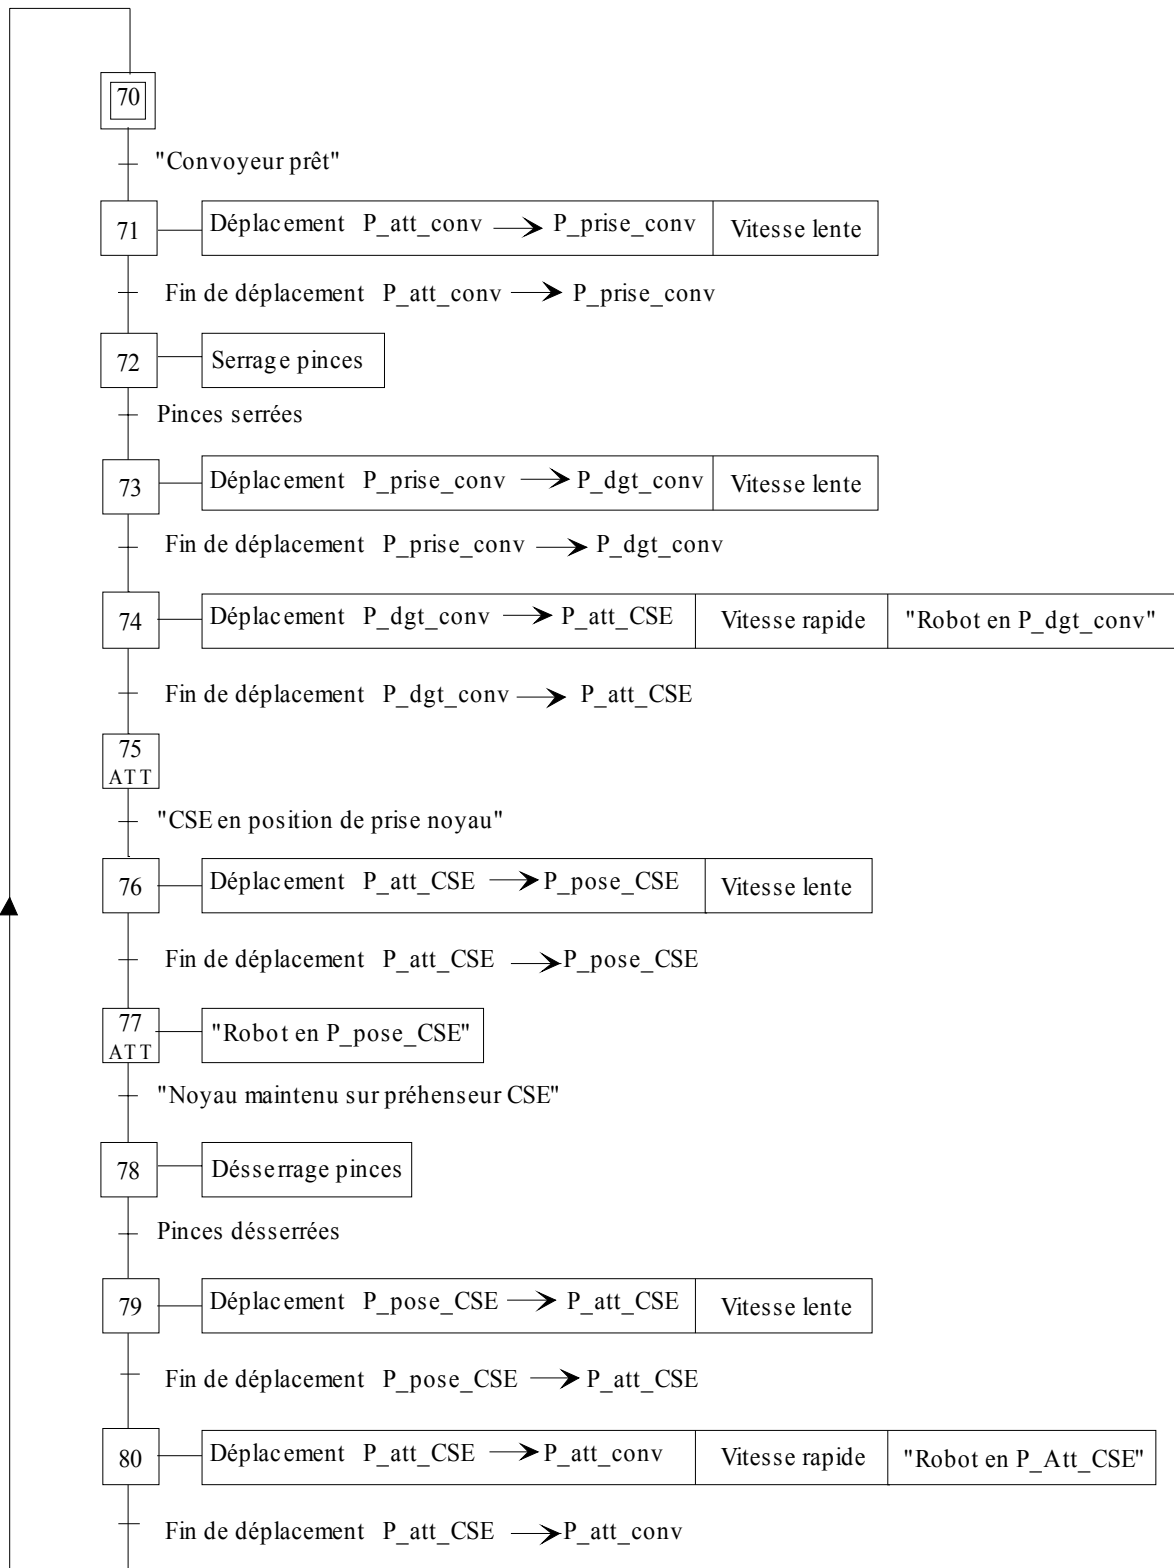 70
"Convoyeur prêt"
71 Déplacement P_att_conv P_prise_conv Vitesse lente
Fin de déplacement P_att_conv P_prise_conv
72 Serrage pinces
Pinces serrées
73 Déplacement P_prise_conv P_dgt_conv Vitesse lente
Fin de déplacement P_prise_conv P_dgt_conv
74 Déplacement P_dgt_conv P_att_CSE Vitesse rapide "Robot en P_dgt_conv"
Fin de déplacement P_dgt_conv P_att_CSE
75
ATT
"CSE en position de prise noyau"
76 Déplacement P_att_CSE P_pose_CSE Vitesse lente
Fin de déplacement P_att_CSE P_pose_CSE
77 "Robot en P_pose_CSE"
ATT
"Noyau maintenu sur préhenseur CSE"
78 Désserrage pinces
Pinces désserrées
79 Déplacement P_pose_CSE P_att_CSE Vitesse lente
Fin de déplacement P_pose_CSE P_att_CSE
80 Déplacement P_att_CSE P_att_conv Vitesse rapide "Robot en P_Att_CSE"
Fin de déplacement P_att_CSE P_att_conv